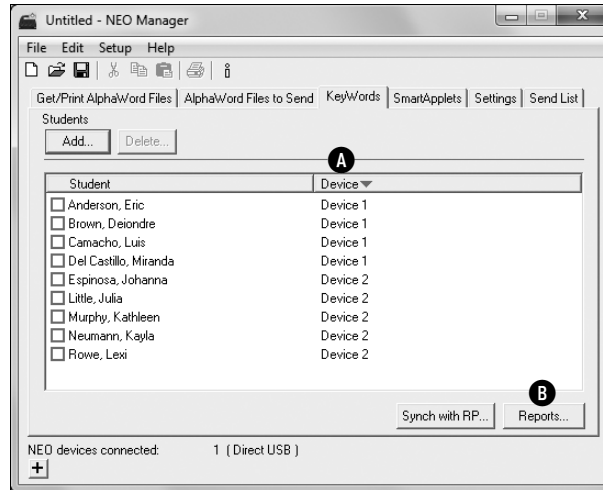 Untitled - NEO Manager
File Edit Setup Help
Get/Print AlphaWord Files AlphaWord Files to Send KeyWords SmartApplets Settings Send List
Students
Add... Delete...
A
Student Device
Anderson, Eric Device 1
Brown, Deiondre Device 1
Camacho, Luis Device 1
Del Castillo, Miranda Device 1
Espinosa, Johanna Device 2
Little, Julia Device 2
Murphy, Kathleen Device 2
Neumann, Kayla Device 2
Rowe, Lexi Device 2
B
Synch with RP... Reports...
NEO devices connected: 1 ( Direct USB )
+